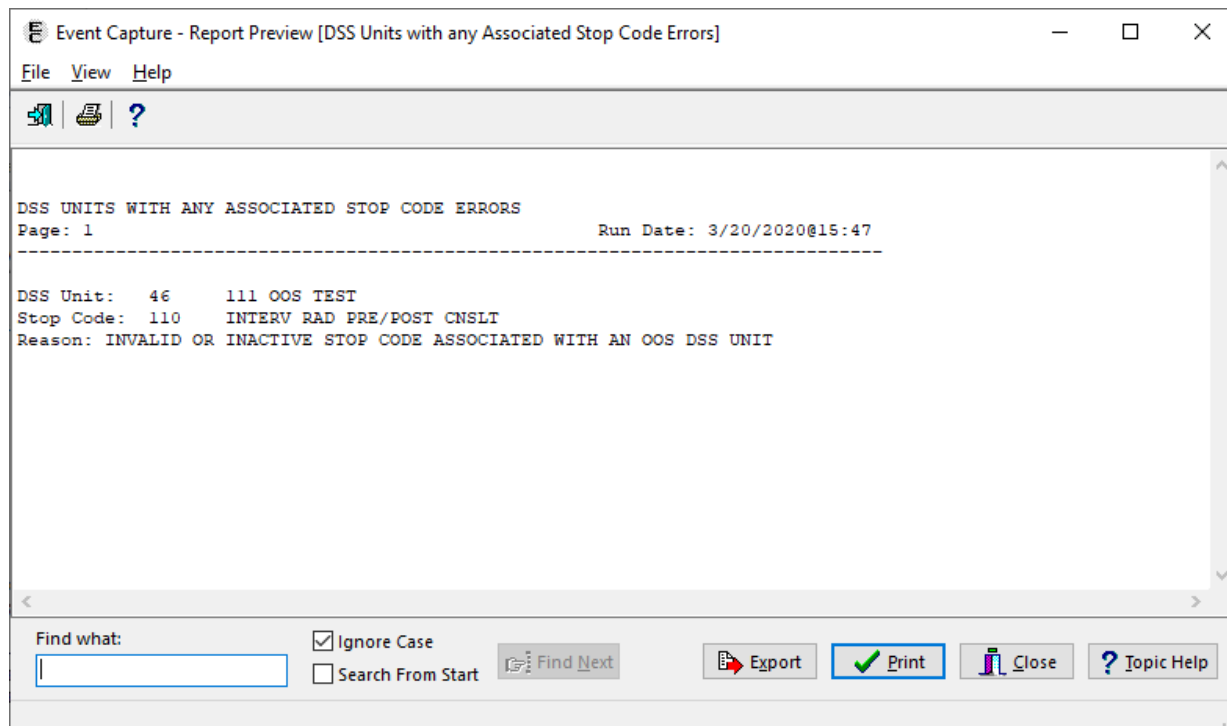 Event Capture - Report Preview [DSS Units with any Associated Stop Code Errors]
File View Help
?
DSS UNITS WITH ANY ASSOCIATED STOP CODE ERRORS
Page: 1 Run Date: 3/20/2020@15:47
-------------------------------------------------------------------------------
DSS Unit: 46 111 OOS TEST
Stop Code: 110 INTERV RAD PRE/POST CNSLT
Reason: INVALID OR INACTIVE STOP CODE ASSOCIATED WITH AN OOS DSS UNIT
Find what:
Ignore Case
Search From Start
Find Next
Export
Print
Close
? Topic Help